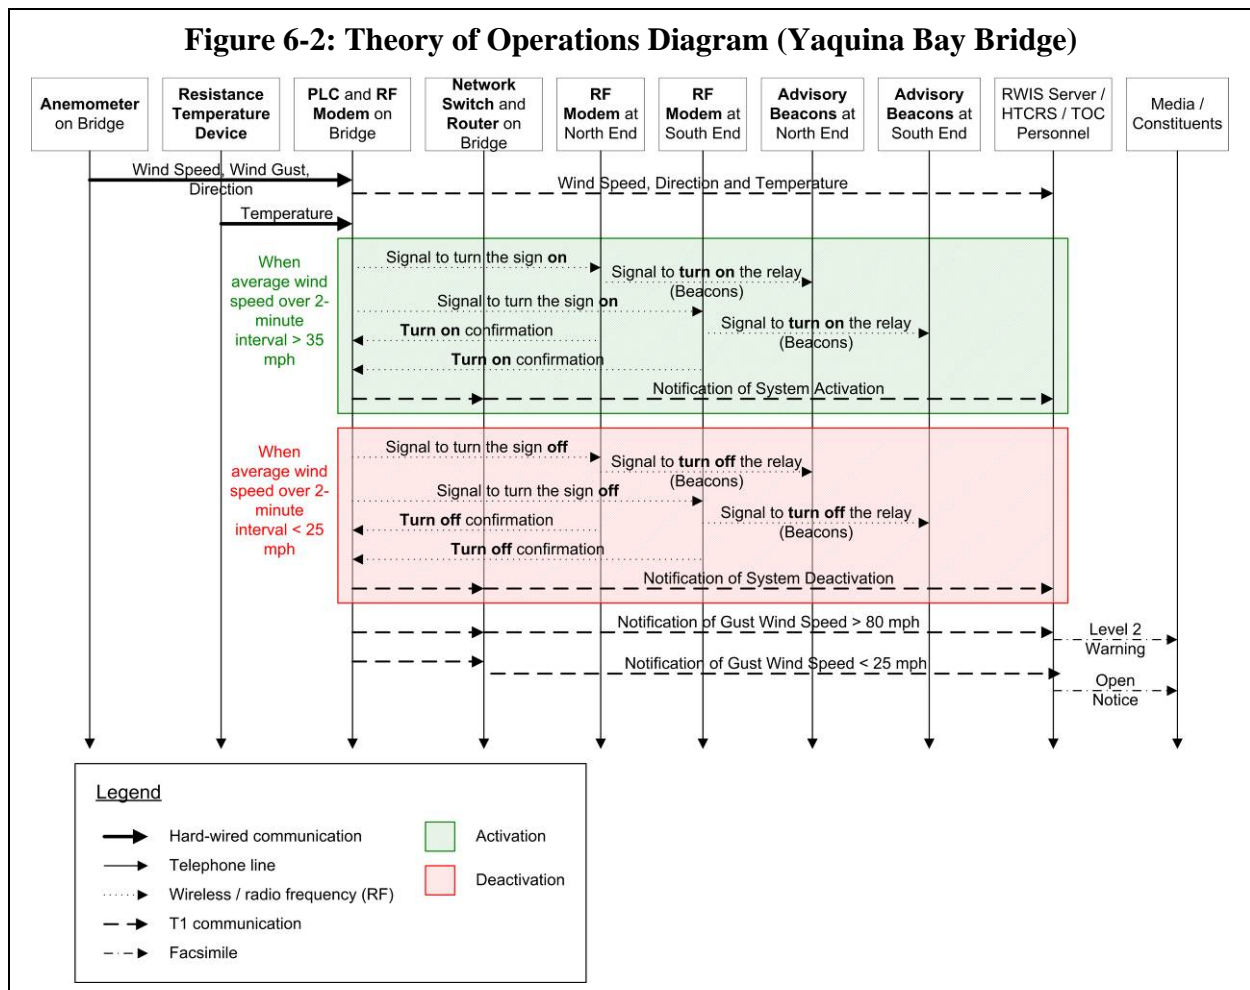 Figure 6-2: Theory of Operations Diagram (Yaquina Bay Bridge)
Anemometer
on Bridge
Resistance
Temperature
Device
PLC and RF
Modem on
Bridge
Network
Switch and
Router on
Bridge
RF
Modem at
North End
RF
Modem at
South End
Advisory
Beacons at
North End
Advisory
Beacons at
South End
RWIS Server /
HTCRS / TOC
Personnel
Media /
Constituents
Wind Speed, Wind Gust,
Direction
Wind Speed, Direction and Temperature
Temperature
When
average wind
speed over 2-
minute
interval > 35
mph
Signal to turn the sign on
Signal to turn on the relay
(Beacons)
Signal to turn the sign on
Turn on confirmation
Signal to turn on the relay
(Beacons)
Turn on confirmation
Notification of System Activation
When
average wind
speed over 2-
minute
interval < 25
mph
Signal to turn the sign off
Signal to turn off the relay
(Beacons)
Signal to turn the sign off
Turn off confirmation
Signal to turn off the relay
(Beacons)
Turn off confirmation
Notification of System Deactivation
Notification of Gust Wind Speed > 80 mph
Level 2
Warning
Notification of Gust Wind Speed < 25 mph
Open
Notice
Legend
Hard-wired communication
Telephone line
Wireless / radio frequency (RF)
T1 communication
Facsimile
Activation
Deactivation